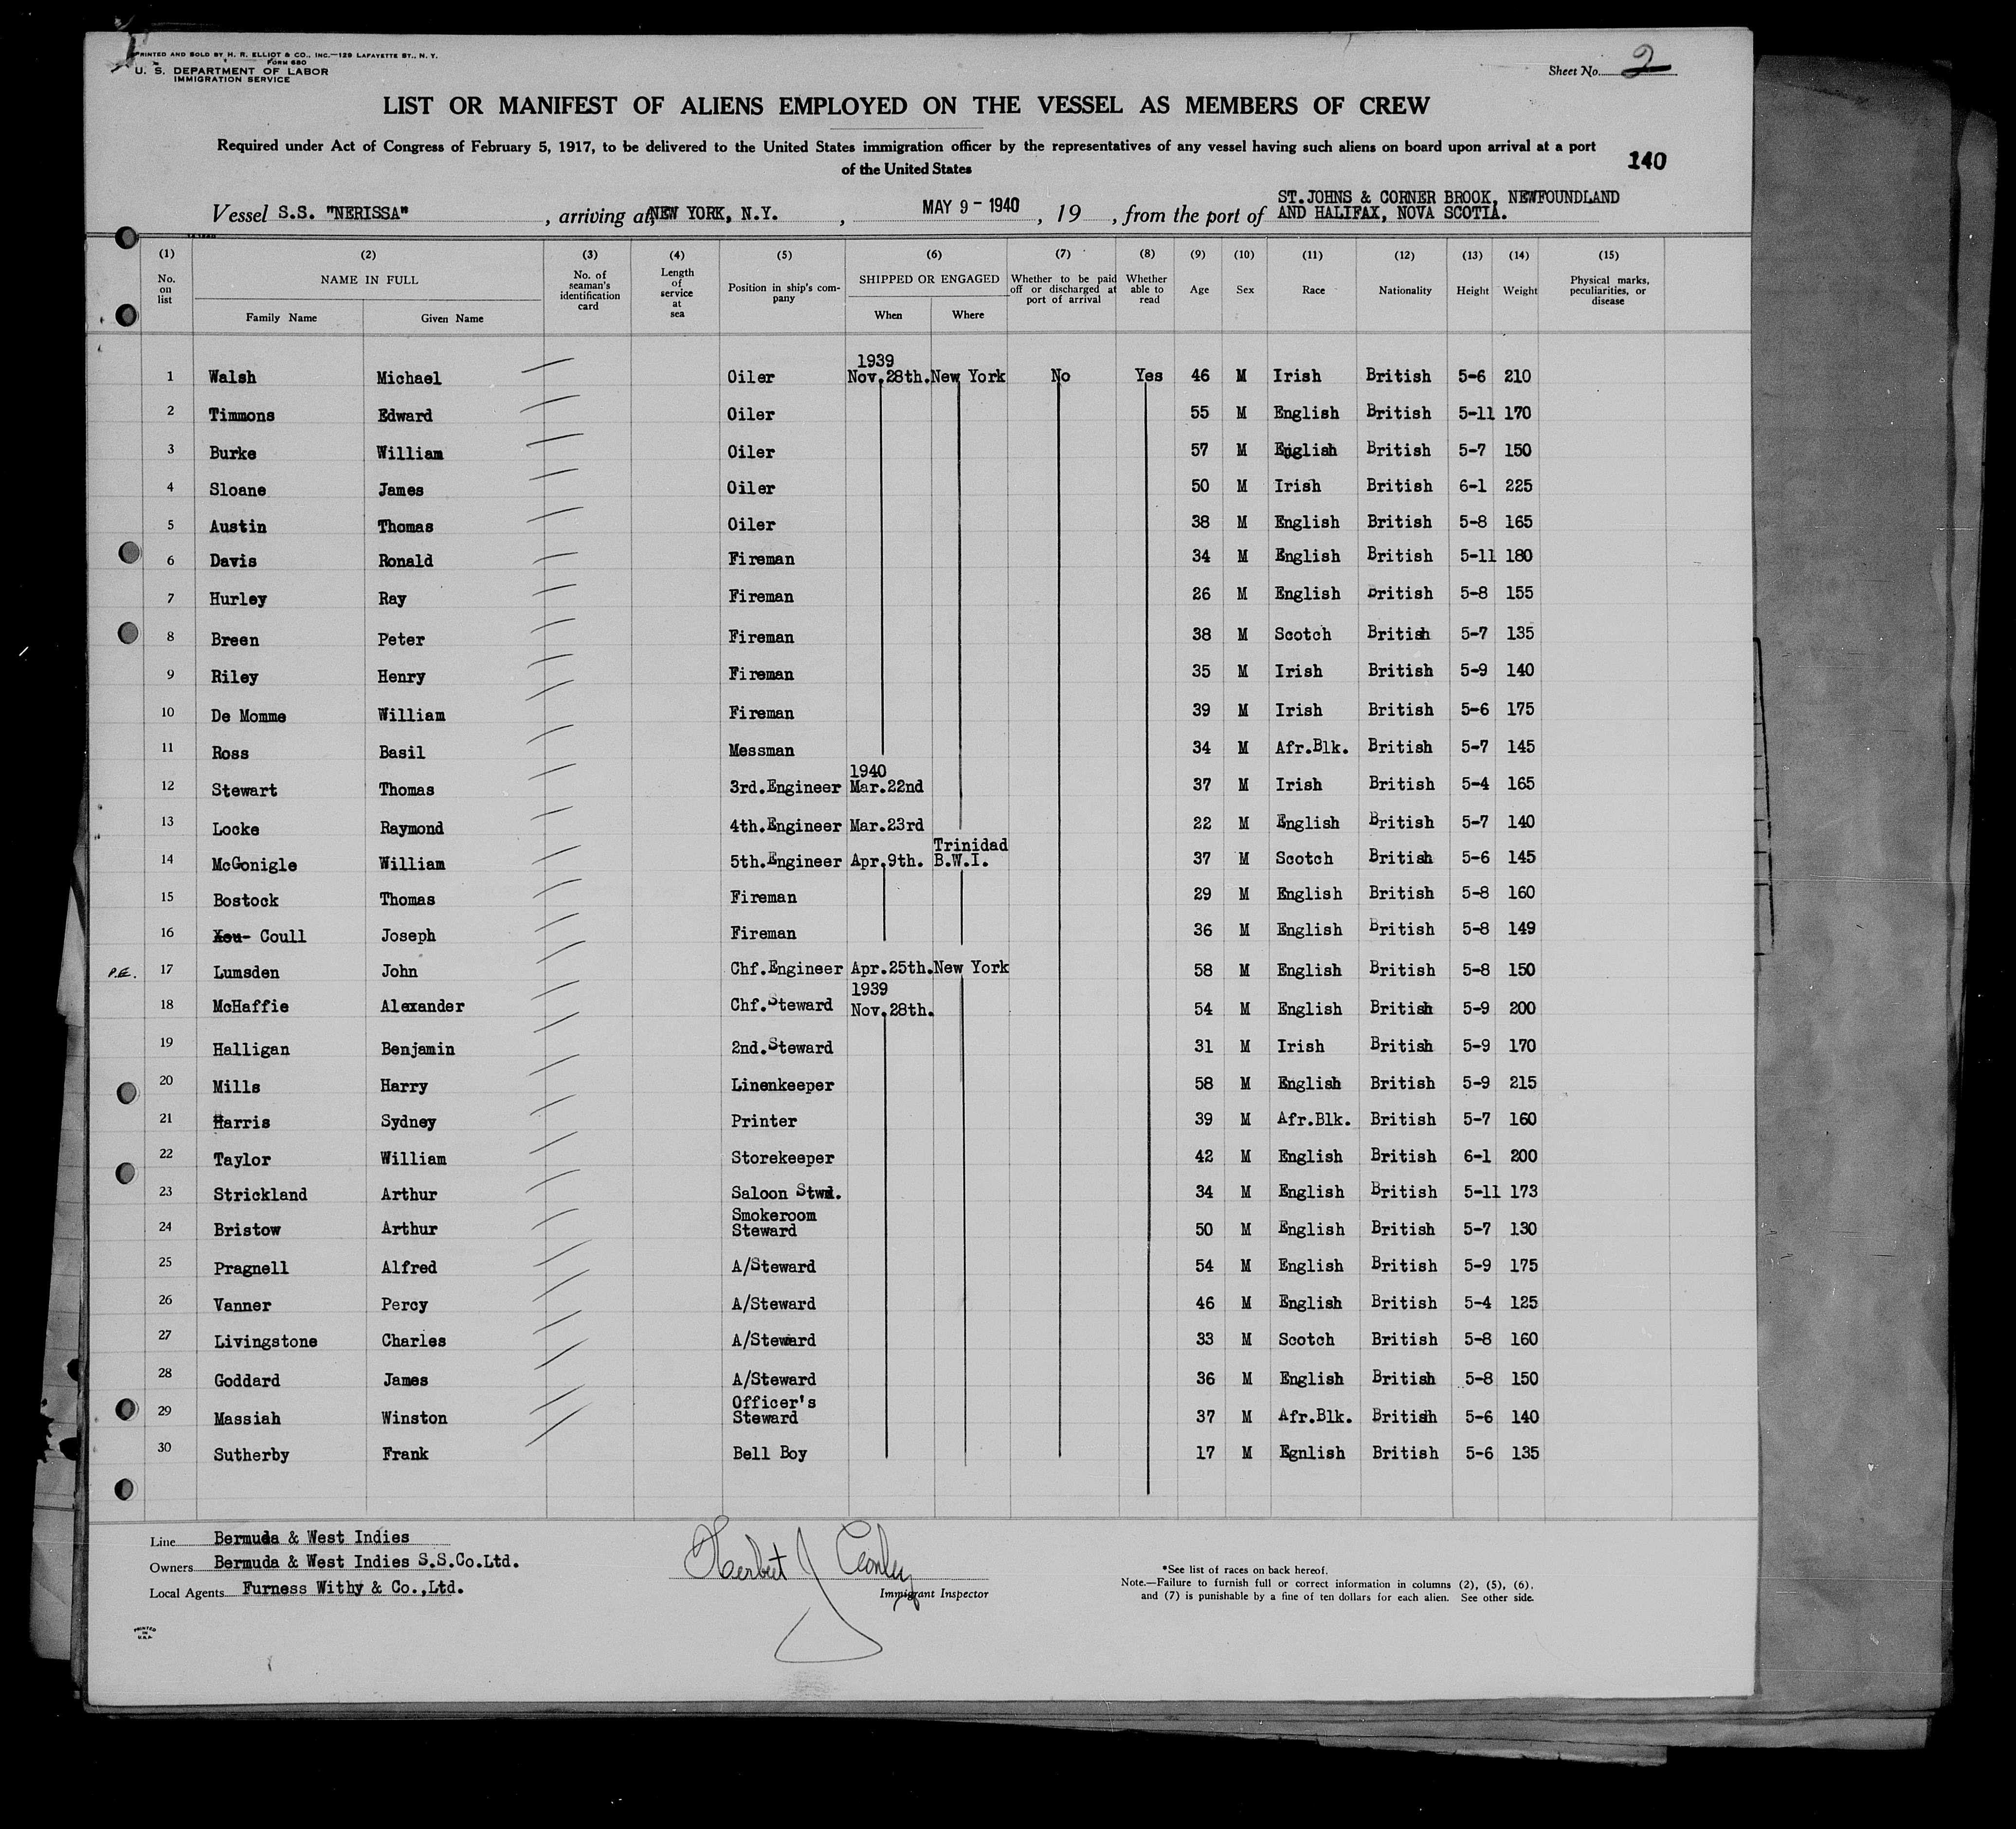 PRINTED AND SOLD BY H. R. ELLIOT & CO., INC.—129 LAFAYETTE ST., N. Y.
FORM 680
U. S. DEPARTMENT OF LABOR
IMMIGRATION SERVICE
Sheet No. 2
LIST OR MANIFEST OF ALIENS EMPLOYED ON THE VESSEL AS MEMBERS OF CREW
Required under Act of Congress of February 5, 1917, to be delivered to the United States immigration officer by the representatives of any vessel having such aliens on board upon arrival at a port
of the United States
140
Vessel S.S. "NERISSA", arriving at NEW YORK, N.Y., MAY 9 - 1940, 19, from the port of ST.JOHNS & CORNER BROOK, NEWFOUNDLAND
AND HALIFAX, NOVA SCOTIA.
(1) (2) (3) (4) (5) (6) (7) (8) (9) (10) (11) (12) (13) (14) (15)
No. on list NAME IN FULL No. of seaman's identification card Length of service at sea Position in ship's company SHIPPED OR ENGAGED Whether to be paid off or discharged at port of arrival Whether able to read Age Sex Race Nationality Height Weight Physical marks, peculiarities, or disease
Family Name Given Name When Where
1939
1 Walsh Michael Oiler Nov.28th. New York No Yes 46 M Irish British 5-6 210
2 Timmons Edward Oiler 55 M English British 5-11 170
3 Burke William Oiler 57 M English British 5-7 150
4 Sloane James Oiler 50 M Irish British 6-1 225
5 Austin Thomas Oiler 38 M English British 5-8 165
6 Davis Ronald Fireman 34 M English British 5-11 180
7 Hurley Ray Fireman 26 M English British 5-8 155
8 Breen Peter Fireman 38 M Scotch British 5-7 135
9 Riley Henry Fireman 35 M Irish British 5-9 140
10 De Momme William Fireman 39 M Irish British 5-6 175
11 Ross Basil Messman 34 M Afr.Blk. British 5-7 145
1940
12 Stewart Thomas 3rd.Engineer Mar.22nd 37 M Irish British 5-4 165
13 Locke Raymond 4th.Engineer Mar.23rd 22 M English British 5-7 140
Trinidad
14 McGonigle William 5th.Engineer Apr.9th. B.W.I. 37 M Scotch British 5-6 145
15 Bostock Thomas Fireman 29 M English British 5-8 160
16 Coull Joseph Fireman 36 M English British 5-8 149
P.E. 17 Lumsden John Chf.Engineer Apr.25th. New York 58 M English British 5-8 150
1939
18 McHaffie Alexander Chf.Steward Nov.28th. 54 M English British 5-9 200
19 Halligan Benjamin 2nd.Steward 31 M Irish British 5-9 170
20 Mills Harry Linenkeeper 58 M English British 5-9 215
21 Harris Sydney Printer 39 M Afr.Blk. British 5-7 160
22 Taylor William Storekeeper 42 M English British 6-1 200
23 Strickland Arthur Saloon Stwd. 34 M English British 5-11 173
Smokeroom
24 Bristow Arthur Steward 50 M English British 5-7 130
25 Pragnell Alfred A/Steward 54 M English British 5-9 175
26 Vanner Percy A/Steward 46 M English British 5-4 125
27 Livingstone Charles A/Steward 33 M Scotch British 5-8 160
28 Goddard James A/Steward 36 M English British 5-8 150
Officer's
29 Massiah Winston Steward 37 M Afr.Blk. British 5-6 140
30 Sutherby Frank Bell Boy 17 M Egnlish British 5-6 135
Line Bermuda & West Indies
Owners Bermuda & West Indies S.S.Co.Ltd.
Local Agents Furness Withy & Co.,Ltd.
Herbert J
Immigrant Inspector
*See list of races on back hereof.
Note.—Failure to furnish full or correct information in columns (2), (5), (6),
and (7) is punishable by a fine of ten dollars for each alien. See other side.
PRINTED
IN
U.S.A.